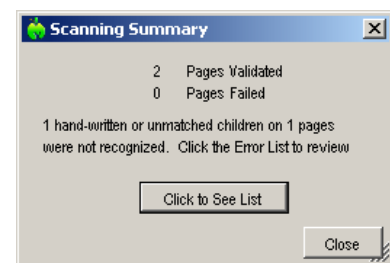 Scanning Summary
2 Pages Validated
0 Pages Failed
1 hand-written or unmatched children on 1 pages
were not recognized. Click the Error List to review
Click to See List
Close